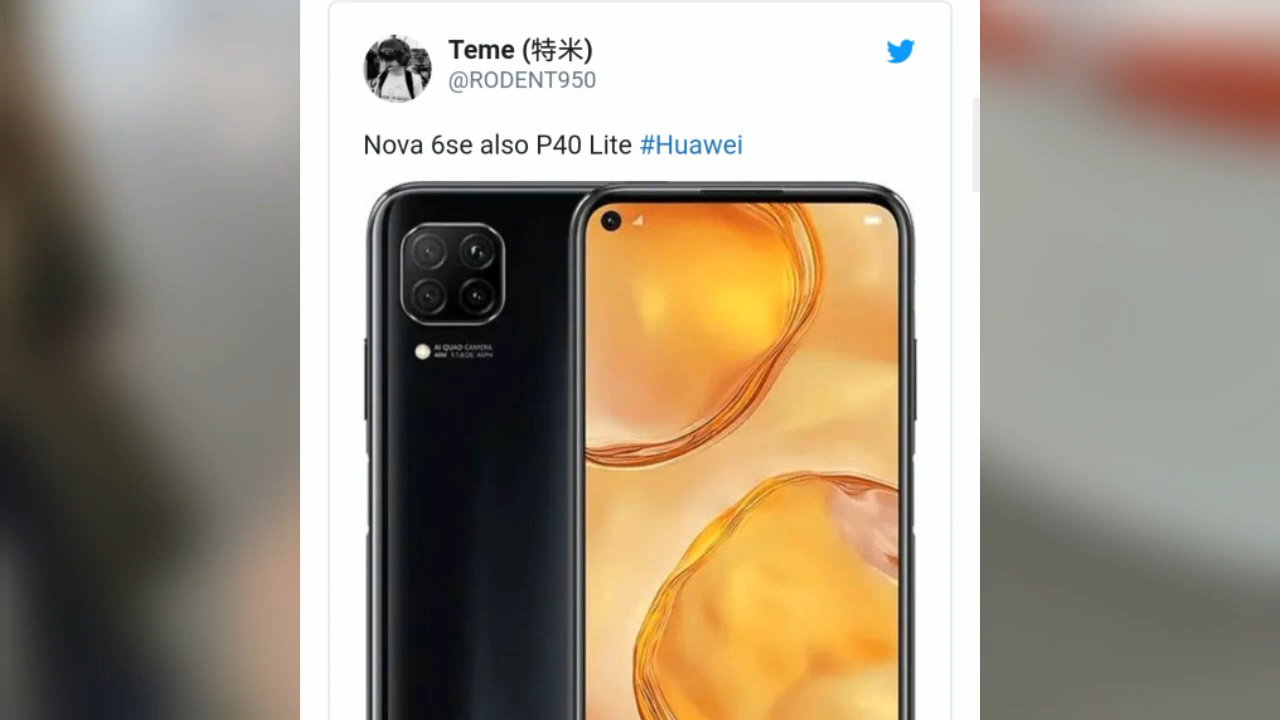 Teme (特米)
@RODENT950
Nova 6se also P40 Lite #Huawei
AI QUAD CAMERA